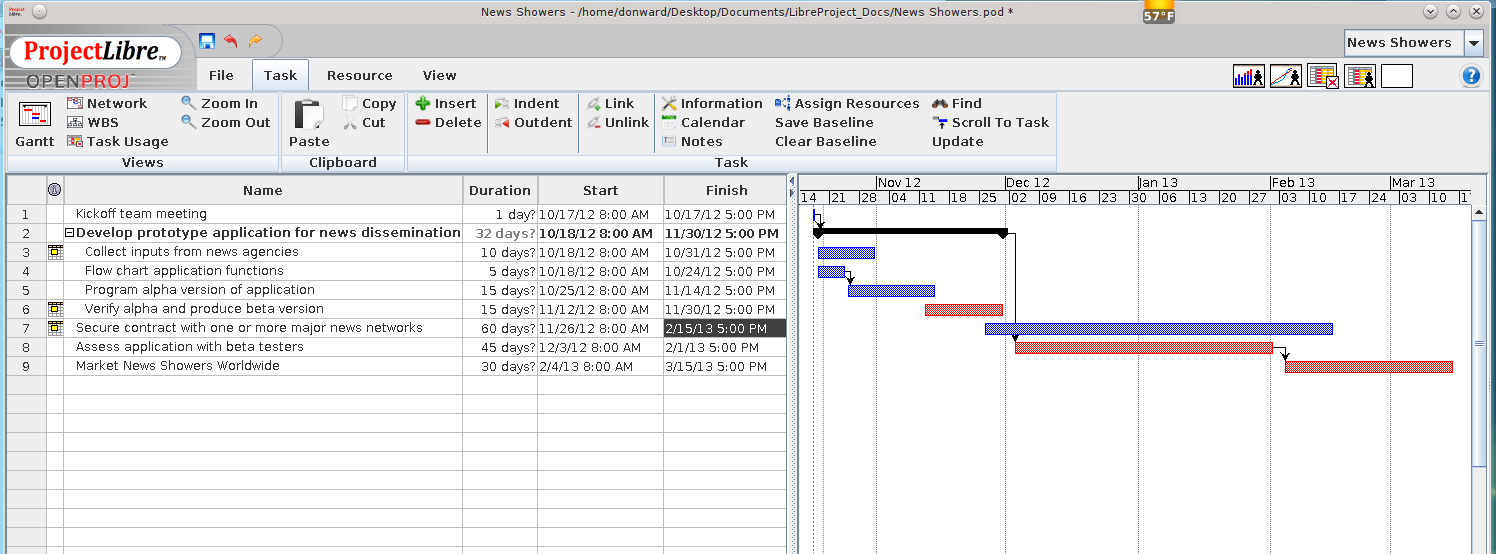 News Showers - /home/donward/Desktop/Documents/LibreProject_Docs/News Showers.pod *
57°F
Project Libre.
ProjectLibre TM
OPENPROJ
News Showers
File Task Resource View
Gantt Network WBS Task Usage Zoom In Zoom Out
Views
Paste Copy Cut
Clipboard
Insert Delete Indent Outdent Link Unlink Information Calendar Notes Assign Resources Save Baseline Clear Baseline Find Scroll To Task Update
Task
Name Duration Start Finish
1 Kickoff team meeting 1 day? 10/17/12 8:00 AM 10/17/12 5:00 PM
2 Develop prototype application for news dissemination 32 days? 10/18/12 8:00 AM 11/30/12 5:00 PM
3 Collect inputs from news agencies 10 days? 10/18/12 8:00 AM 10/31/12 5:00 PM
4 Flow chart application functions 5 days? 10/18/12 8:00 AM 10/24/12 5:00 PM
5 Program alpha version of application 15 days? 10/25/12 8:00 AM 11/14/12 5:00 PM
6 Verify alpha and produce beta version 15 days? 11/12/12 8:00 AM 11/30/12 5:00 PM
7 Secure contract with one or more major news networks 60 days? 11/26/12 8:00 AM 2/15/13 5:00 PM
8 Assess application with beta testers 45 days? 12/3/12 8:00 AM 2/1/13 5:00 PM
9 Market News Showers Worldwide 30 days? 2/4/13 8:00 AM 3/15/13 5:00 PM
Nov 12 Dec 12 Jan 13 Feb 13 Mar 13
14 21 28 04 11 18 25 02 09 16 23 30 06 13 20 27 03 10 17 24 03 10 1